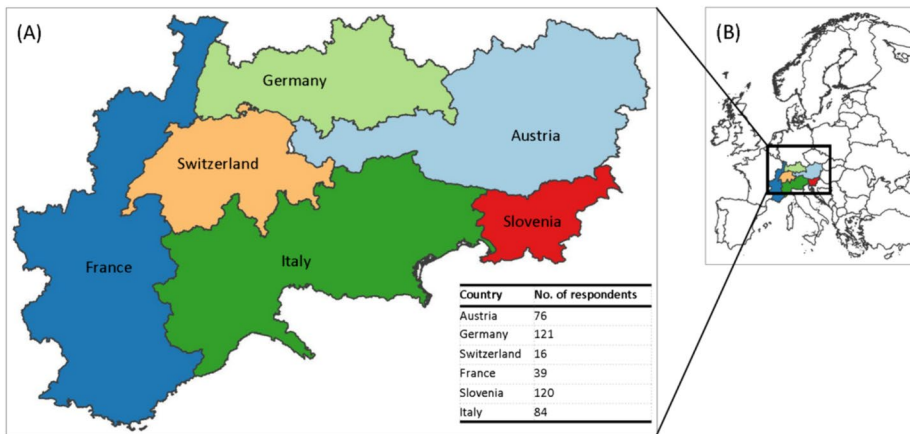 (A)
(B)
Germany
Austria
Switzerland
Slovenia
Italy
France
Country No. of respondents
Austria 76
Germany 121
Switzerland 16
France 39
Slovenia 120
Italy 84